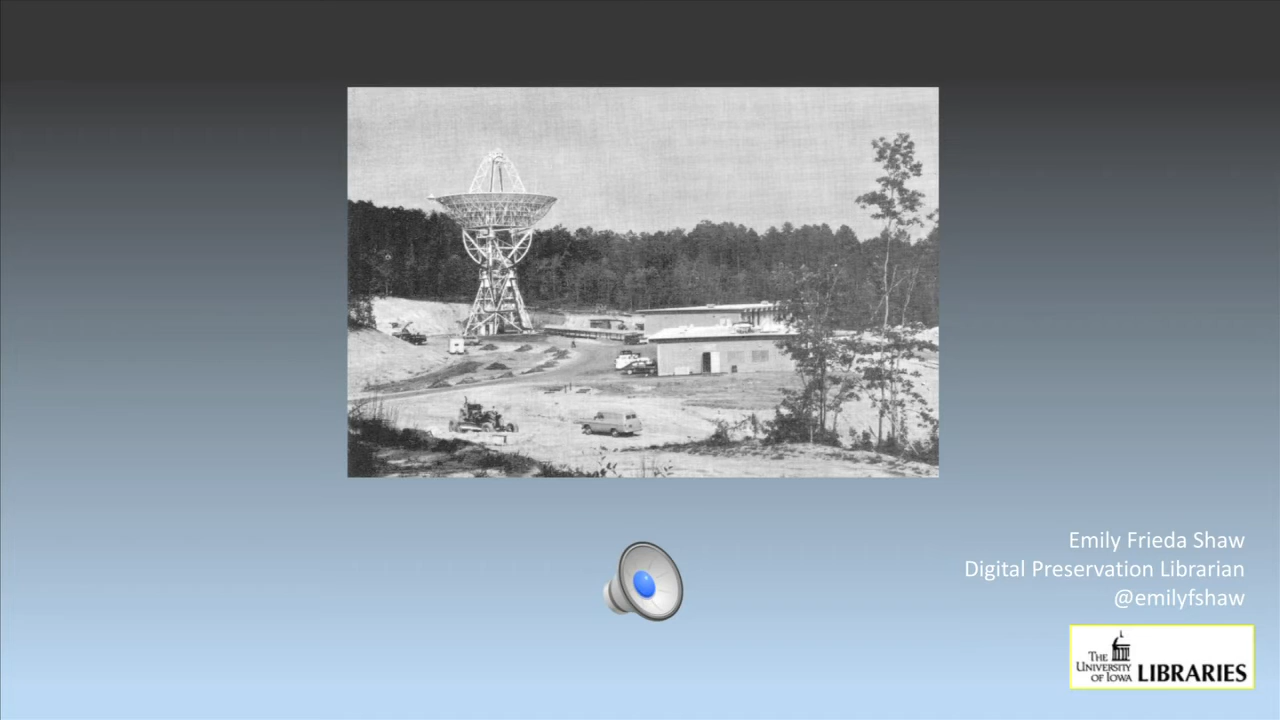 Emily Frieda Shaw
Digital Preservation Librarian
@emilyfshaw
THE
UNIVERSITY
OF IOWA LIBRARIES